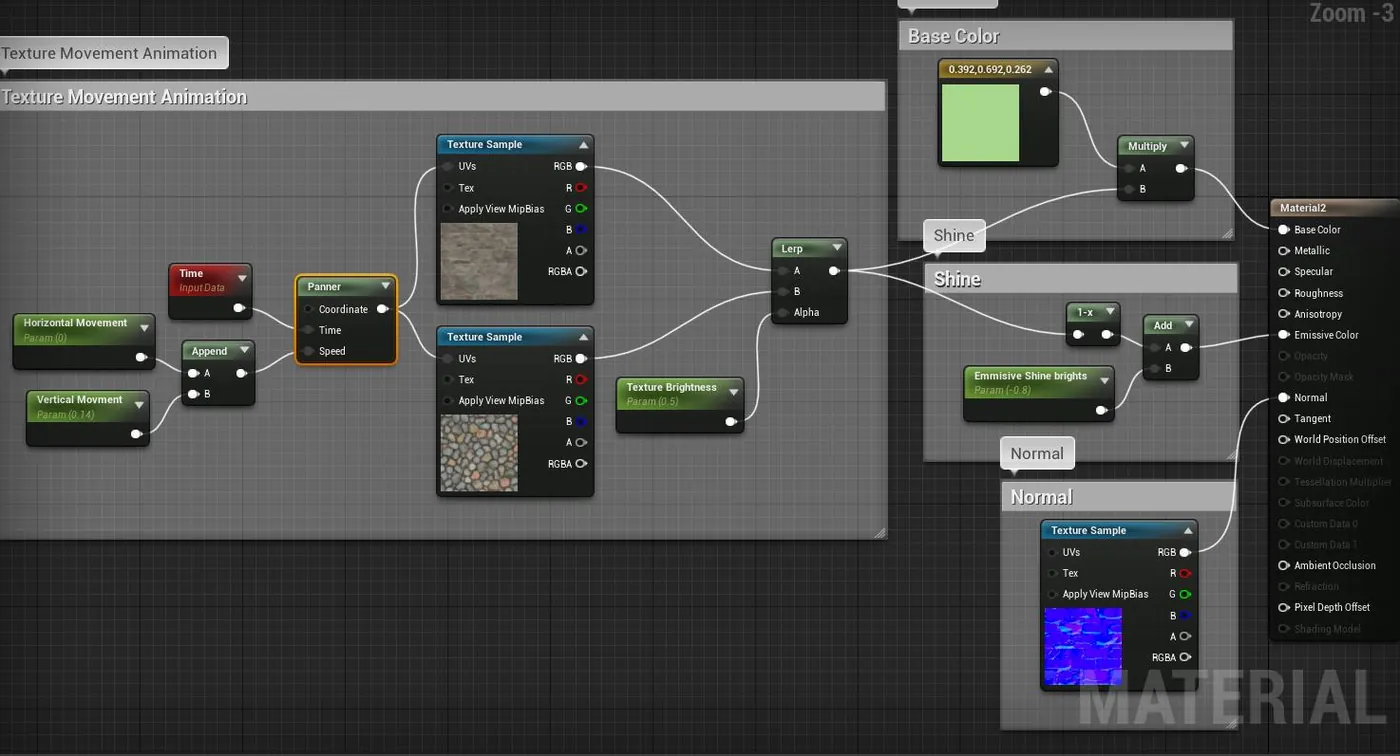 Zoom -3
Texture Movement Animation
Texture Movement Animation
Time
Input Data
Horizontal Movement
Param (0)
Vertical Movment
Param (0.14)
Append
A
B
Panner
Coordinate
Time
Speed
Texture Sample
UVs RGB
Tex R
Apply View MipBias G
B
A
RGBA
Texture Sample
UVs RGB
Tex R
Apply View MipBias G
B
A
RGBA
Texture Brightness
Param (0.5)
Lerp
A
B
Alpha
Base Color
0.392,0.692,0.262
Multiply
A
B
Shine
Shine
1-x
Add
A
B
Emmisive Shine brights
Param (-0.8)
Normal
Normal
Texture Sample
UVs RGB
Tex R
Apply View MipBias G
B
A
RGBA
Material2
Base Color
Metallic
Specular
Roughness
Anisotropy
Emissive Color
Opacity
Opacity Mask
Normal
Tangent
World Position Offset
World Displacement
Tessellation Multiplier
Subsurface Color
Custom Data 0
Custom Data 1
Ambient Occlusion
Refraction
Pixel Depth Offset
Shading Model
MATERIAL